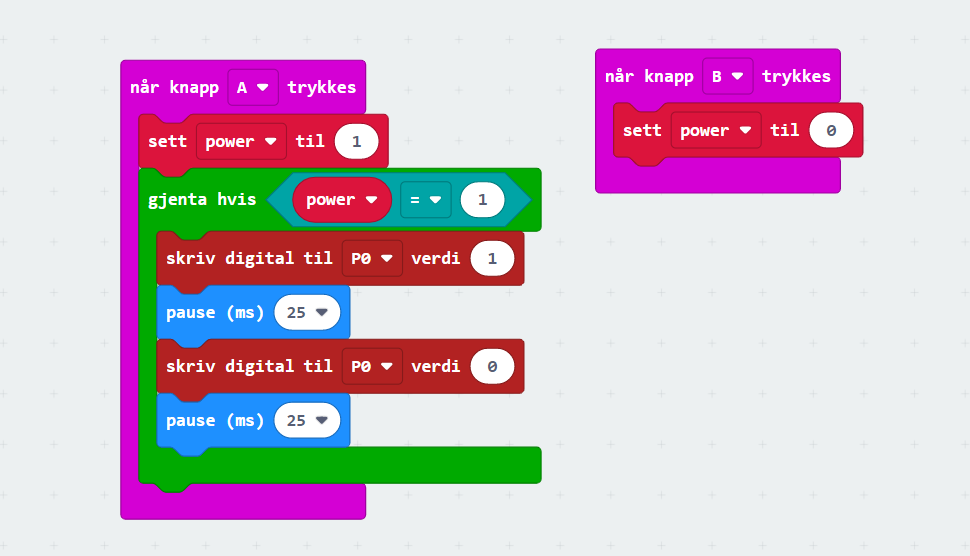 når knapp A trykkes
sett power til 1
gjenta hvis power = 1
skriv digital til P0 verdi 1
pause (ms) 25
skriv digital til P0 verdi 0
pause (ms) 25
når knapp B trykkes
sett power til 0